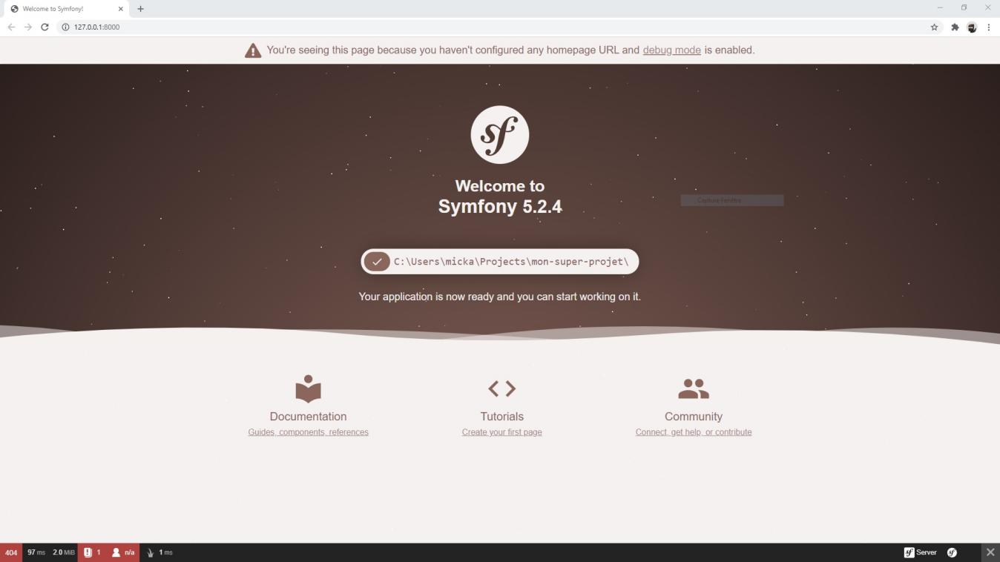 Welcome to Symfony!
127.0.0.1:8000
You're seeing this page because you haven't configured any homepage URL and debug mode is enabled.
sf
Welcome to
Symfony 5.2.4
Capture Fenêtre
C:\Users\micka\Projects\mon-super-projet\
Your application is now ready and you can start working on it.
Documentation
Guides, components, references
Tutorials
Create your first page
Community
Connect, get help, or contribute
404 97 ms 2.0 MiB 1 n/a 1 ms sf Server sf